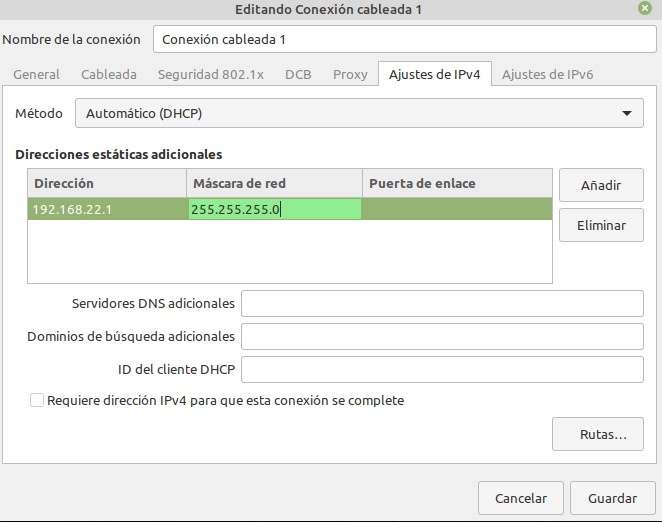 Editando Conexión cableada 1
Nombre de la conexión Conexión cableada 1
General Cableada Seguridad 802.1x DCB Proxy Ajustes de IPv4 Ajustes de IPv6
Método Automático (DHCP)
Direcciones estáticas adicionales
Dirección Máscara de red Puerta de enlace
192.168.22.1 255.255.255.0
Añadir
Eliminar
Servidores DNS adicionales
Dominios de búsqueda adicionales
ID del cliente DHCP
Requiere dirección IPv4 para que esta conexión se complete
Rutas...
Cancelar Guardar